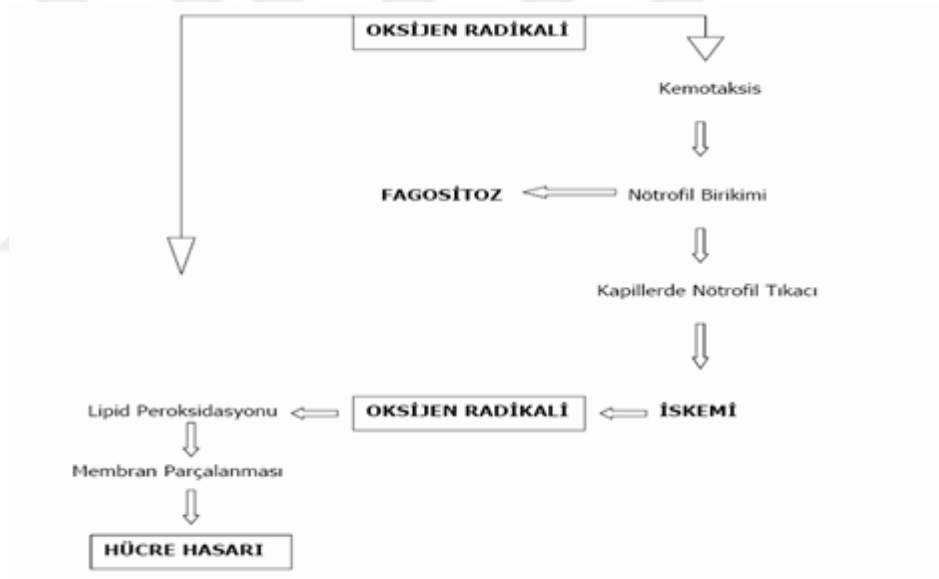 OKSİJEN RADİKALİ
Kemotaksis
FAGOSİTOZ
Nötrofil Birikimi
Kapillerde Nötrofil Tıkacı
Lipid Peroksidasyonu
OKSİJEN RADİKALİ
İSKEMİ
Membran Parçalanması
HÜCRE HASARI